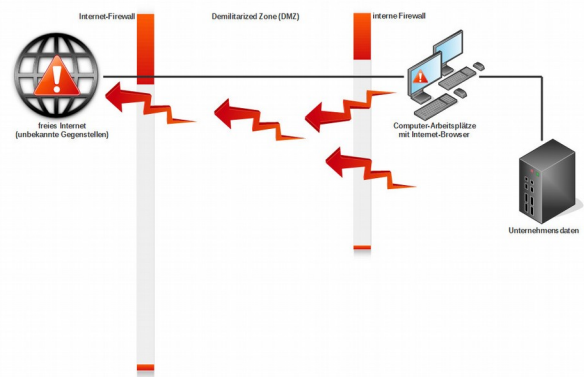 Internet-Firewall
Demilitarized Zone (DMZ)
interne Firewall
freies Internet
(unbekannte Gegenstellen)
Computer-Arbeitsplätze
mit Internet-Browser
Unternehmensdaten